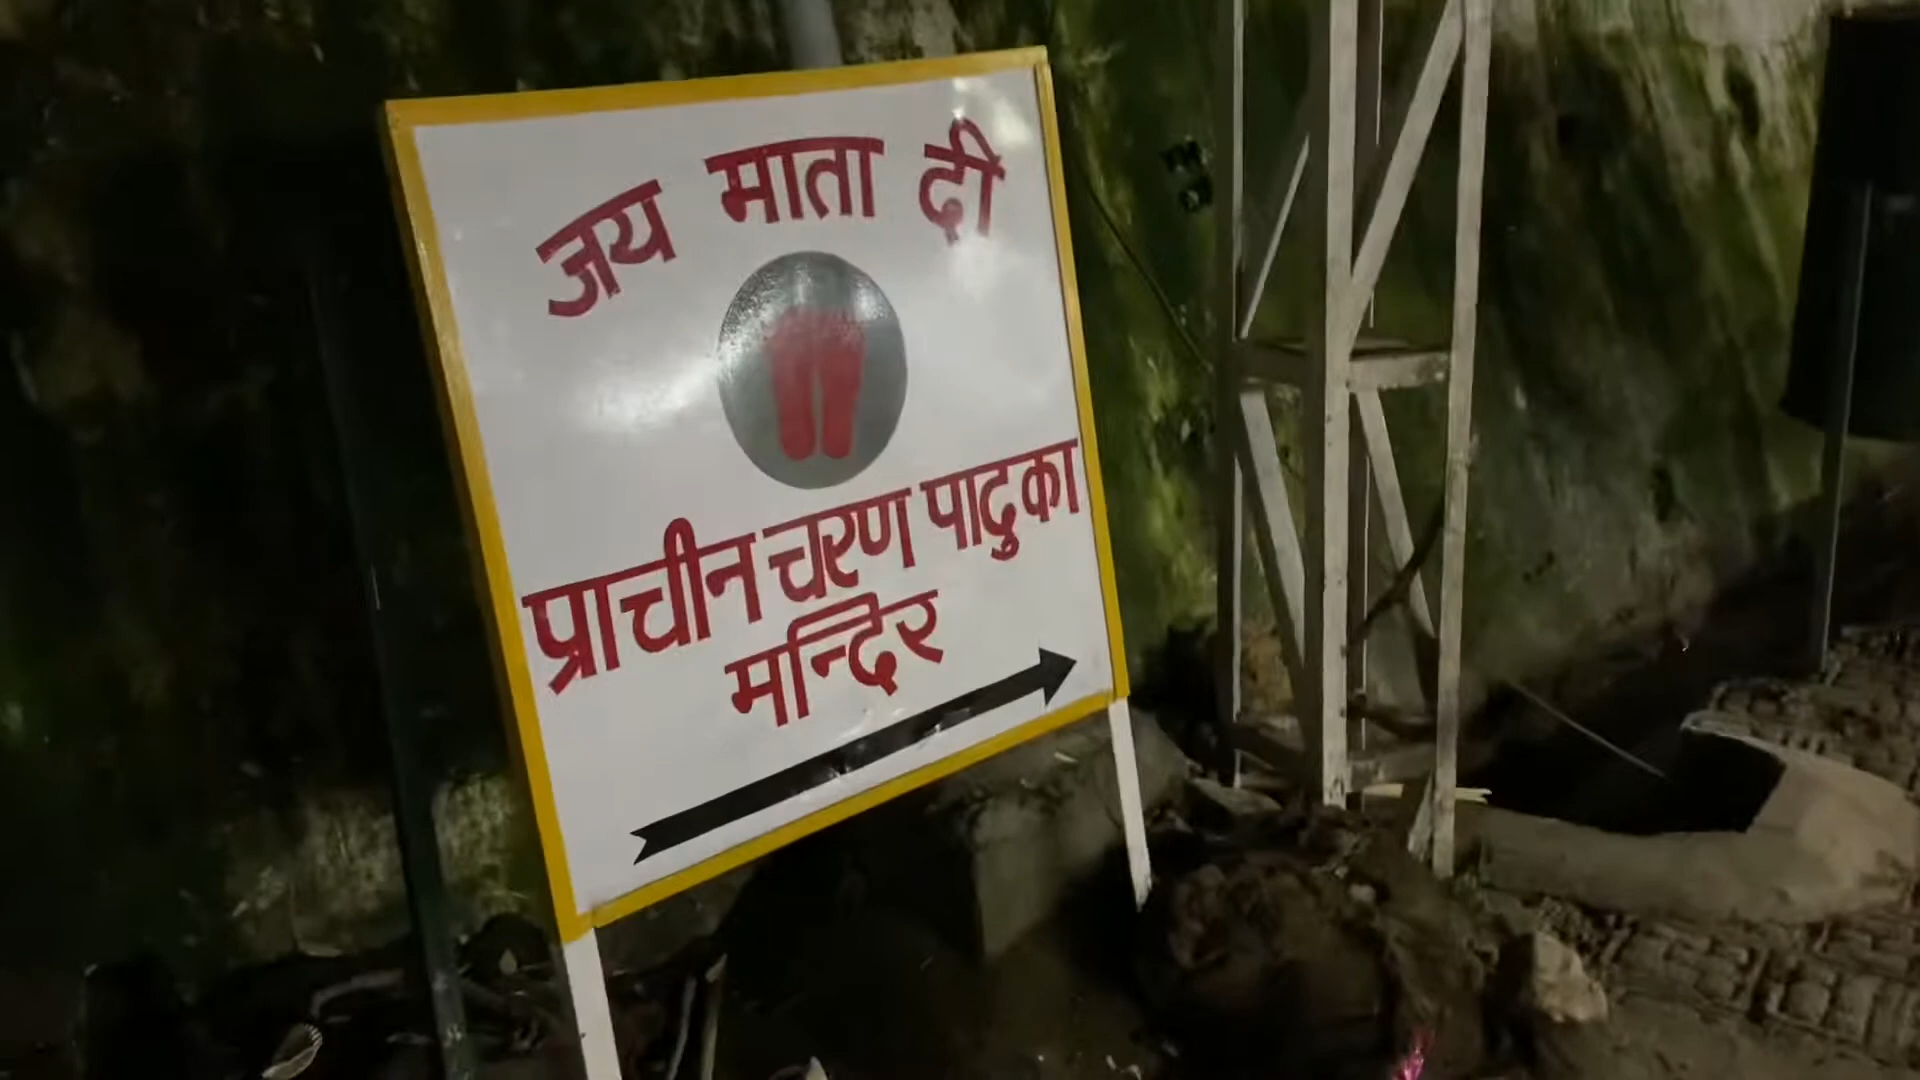 जय माता दी
प्राचीन चरण पादुका
मन्दिर